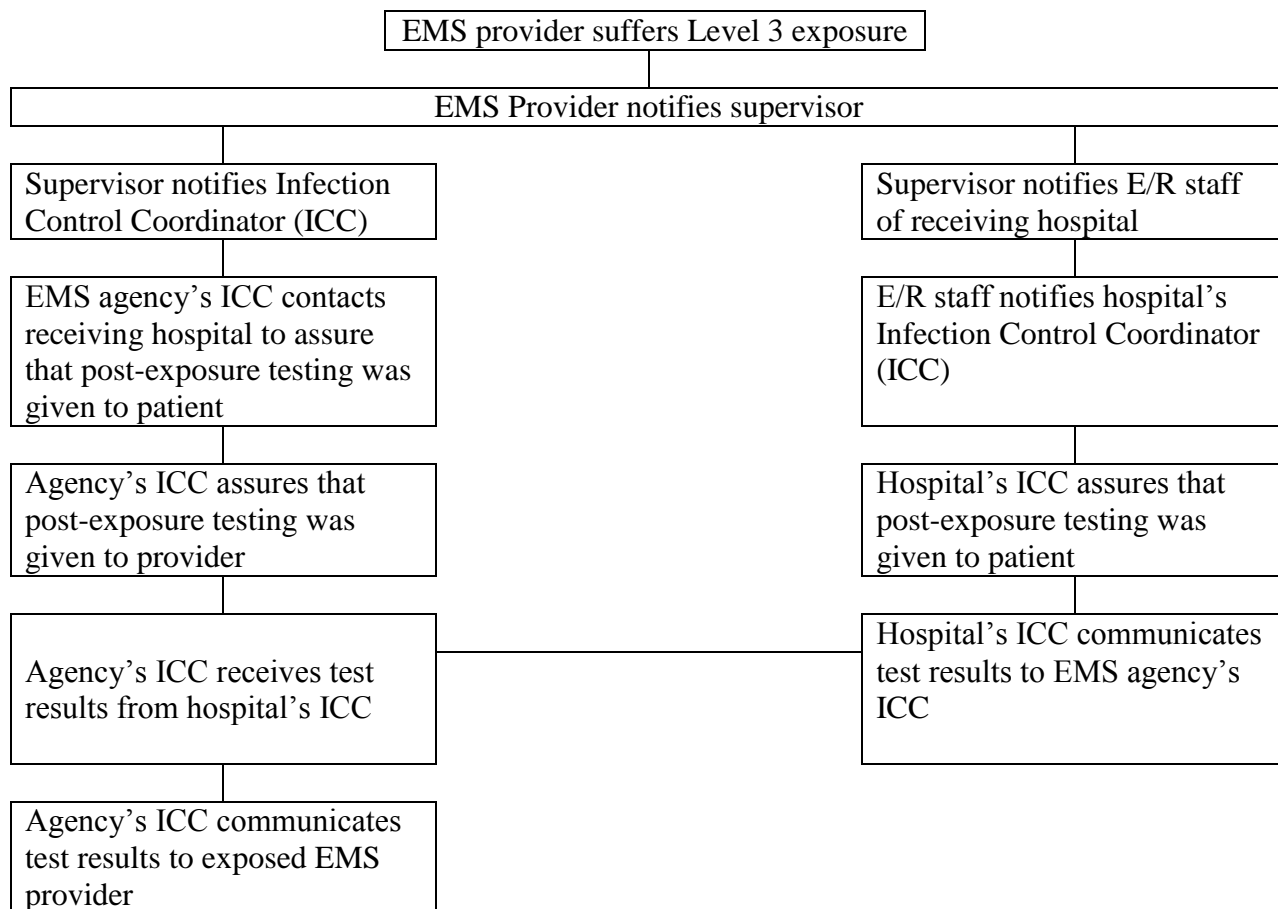 EMS provider suffers Level 3 exposure
EMS Provider notifies supervisor
Supervisor notifies Infection
Control Coordinator (ICC)
Supervisor notifies E/R staff
of receiving hospital
EMS agency’s ICC contacts
receiving hospital to assure
that post-exposure testing was
given to patient
E/R staff notifies hospital’s
Infection Control Coordinator
(ICC)
Agency’s ICC assures that
post-exposure testing was
given to provider
Hospital’s ICC assures that
post-exposure testing was
given to patient
Agency’s ICC receives test
results from hospital’s ICC
Hospital’s ICC communicates
test results to EMS agency’s
ICC
Agency’s ICC communicates
test results to exposed EMS
provider